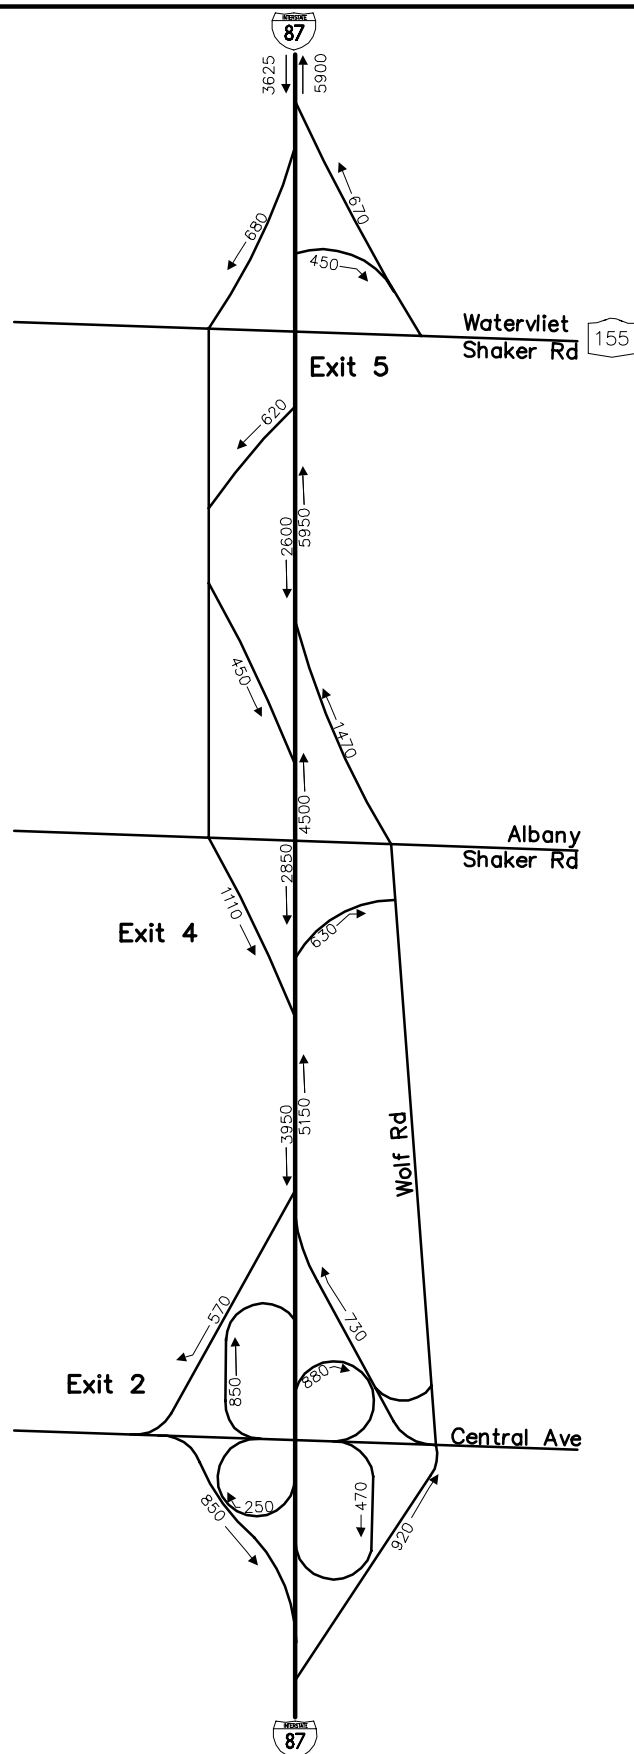 INTERSTATE
87
3625
5900
670
680
450
Watervliet
Shaker Rd
155
Exit 5
620
2600
5950
450
1470
4500
Albany
2850
Shaker Rd
1110
Exit 4
630
3950
5150
Wolf Rd
570
730
880
850
Exit 2
Central Ave
850
250
470
920
INTERSTATE
87